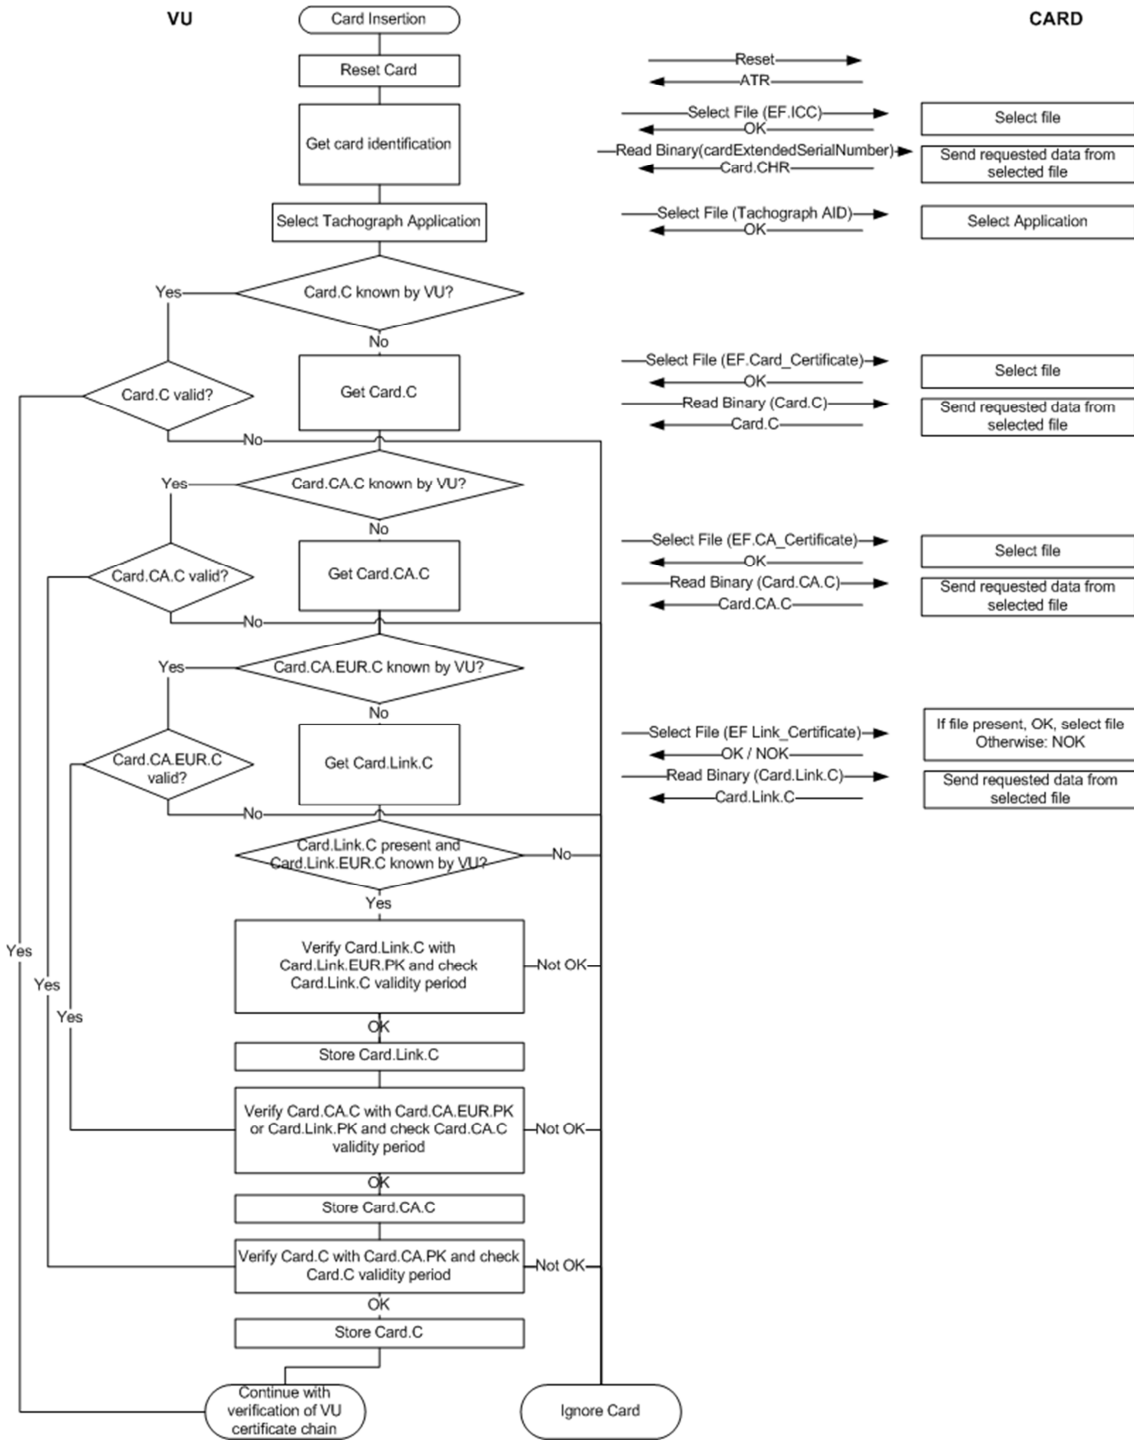 VU
CARD
Card Insertion
Reset Card
Reset
ATR
Get card identification
Select File (EF.ICC)
OK
Select file
Read Binary(cardExtendedSerialNumber)
Card.CHR
Send requested data from
selected file
Select Tachograph Application
Select File (Tachograph AID)
OK
Select Application
Card.C known by VU?
Yes
No
Card.C valid?
Get Card.C
Select File (EF.Card_Certificate)
OK
Select file
Read Binary (Card.C)
Card.C
Send requested data from
selected file
No
Card.CA.C known by VU?
Yes
No
Card.CA.C valid?
Get Card.CA.C
Select File (EF.CA_Certificate)
OK
Select file
Read Binary (Card.CA.C)
Card.CA.C
Send requested data from
selected file
No
Card.CA.EUR.C known by VU?
Yes
No
Card.CA.EUR.C
valid?
Get Card.Link.C
Select File (EF Link_Certificate)
OK / NOK
If file present, OK, select file
Otherwise: NOK
Read Binary (Card.Link.C)
Card.Link.C
Send requested data from
selected file
No
Card.Link.C present and
Card.Link.EUR.C known by VU?
No
Yes
Verify Card.Link.C with
Card.Link.EUR.PK and check
Card.Link.C validity period
Not OK
Yes
Yes
Yes
OK
Store Card.Link.C
Verify Card.CA.C with Card.CA.EUR.PK
or Card.Link.PK and check Card.CA.C
validity period
Not OK
OK
Store Card.CA.C
Verify Card.C with Card.CA.PK and check
Card.C validity period
Not OK
OK
Store Card.C
Continue with
verification of VU
certificate chain
Ignore Card